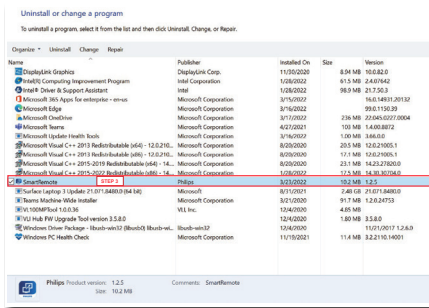 Uninstall or change a program
To uninstall a program, select it from the list and then click Uninstall, Change, or Repair.
Organize Uninstall Change Repair
Name Publisher Installed On Size Version
DisplayLink Graphics DisplayLink Corp. 11/30/2020 8.94 MB 10.0.82.0
Intel(R) Computing Improvement Program Intel Corporation 1/28/2022 61.5 MB 2.4.07642
Intel® Driver & Support Assistant Intel 1/28/2022 98.9 MB 21.7.50.3
Microsoft 365 Apps for enterprise - en-us Microsoft Corporation 3/15/2022 16.0.14931.20132
Microsoft Edge Microsoft Corporation 3/16/2022 99.0.1150.39
Microsoft OneDrive Microsoft Corporation 3/17/2022 236 MB 22.045.0227.0004
Microsoft Teams Microsoft Corporation 4/27/2021 103 MB 1.4.00.8872
Microsoft Update Health Tools Microsoft Corporation 3/16/2022 1.00 MB 3.66.0.0
Microsoft Visual C++ 2013 Redistributable (x64) - 12.0.210... Microsoft Corporation 8/20/2020 20.5 MB 12.0.21005.1
Microsoft Visual C++ 2013 Redistributable (x86) - 12.0.210... Microsoft Corporation 8/20/2020 17.1 MB 12.0.21005.1
Microsoft Visual C++ 2015-2019 Redistributable (x64) - 14... Microsoft Corporation 8/20/2020 23.1 MB 14.23.27820.0
Microsoft Visual C++ 2015-2022 Redistributable (x86) - 14... Microsoft Corporation 1/28/2022 17.5 MB 14.30.30704.0
SmartRemote STEP 3 Philips 3/23/2022 10.2 MB 1.2.5
Surface Laptop 3 Update 21.071.8480.0 (64 bit) Microsoft 8/31/2021 2.48 GB 21.071.8480.0
Teams Machine-Wide Installer Microsoft Corporation 3/21/2022 91.7 MB 1.2.0.24753
VL100MPTool 1.0.0.36 VLI Inc. 12/4/2020 4.85 MB
VLI Hub FW Upgrade Tool version 3.5.8.0 12/4/2020 1.80 MB 3.5.8.0
Windows Driver Package - libusb-win32 (libusb0) libusb-wi... libusb-win32 12/4/2020 11/21/2017 1.2.6.0
Windows PC Health Check Microsoft Corporation 11/19/2021 11.4 MB 3.2.2110.14001
Philips Product version: 1.2.5 Comments: SmartRemote
Size: 10.2 MB